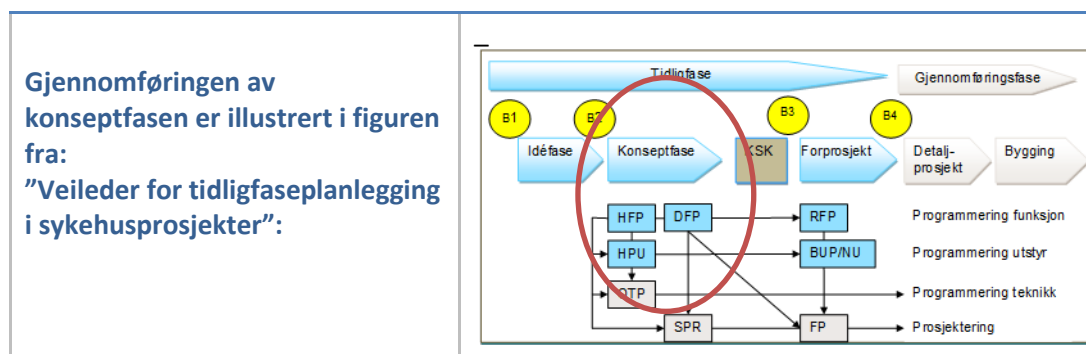 Gjennomføringen av
konseptfasen er illustrert i figuren
fra:
”Veileder for tidligfaseplanlegging
i sykehusprosjekter”:
Tidligfase
Gjennomføringsfase
B1
B2
B3
B4
Idéfase
Konseptfase
KSK
Forprosjekt
Detalj-
prosjekt
Bygging
HFP
DFP
RFP
Programmering funksjon
HPU
BUP/NU
Programmering utstyr
OTP
Programmering teknikk
SPR
FP
Prosjektering